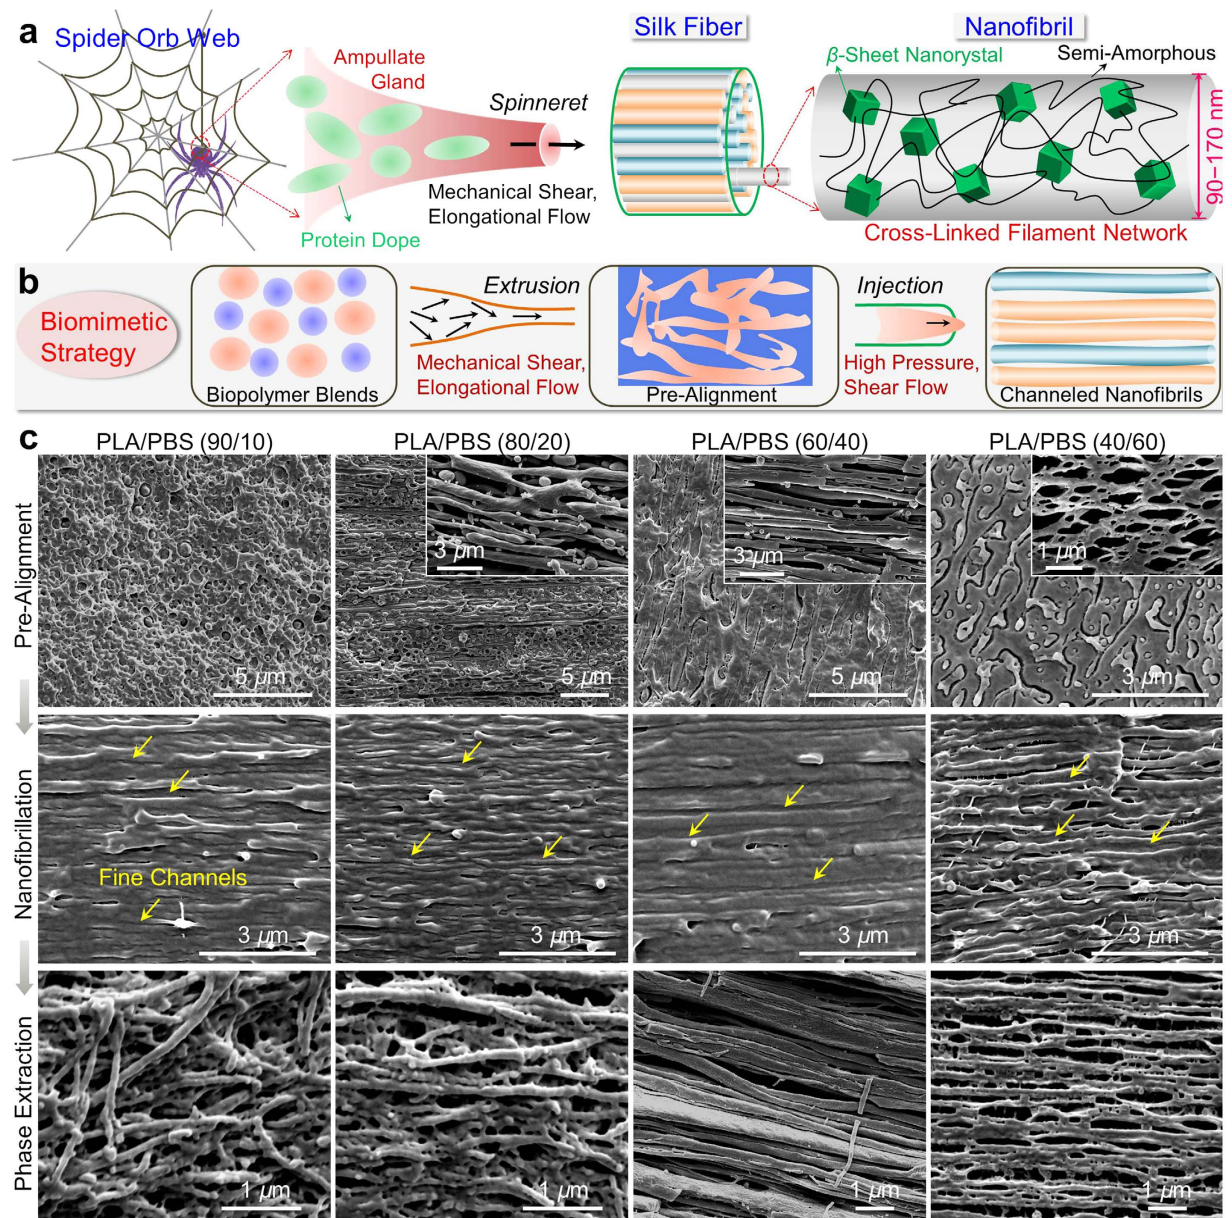 a
Spider Orb Web
Ampullate
Gland
Spinneret
Mechanical Shear,
Elongational Flow
Protein Dope
Silk Fiber
Nanofibril
β-Sheet Nanorystal
Semi-Amorphous
90–170 nm
Cross-Linked Filament Network
b
Biomimetic
Strategy
Biopolymer Blends
Extrusion
Mechanical Shear,
Elongational Flow
Pre-Alignment
Injection
High Pressure,
Shear Flow
Channeled Nanofibrils
c
PLA/PBS (90/10)
PLA/PBS (80/20)
PLA/PBS (60/40)
PLA/PBS (40/60)
Pre-Alignment
5 μm
3 μm
5 μm
3 μm
5 μm
1 μm
3 μm
Nanofibrillation
Fine Channels
3 μm
3 μm
3 μm
3 μm
Phase Extraction
1 μm
1 μm
1 μm
1 μm